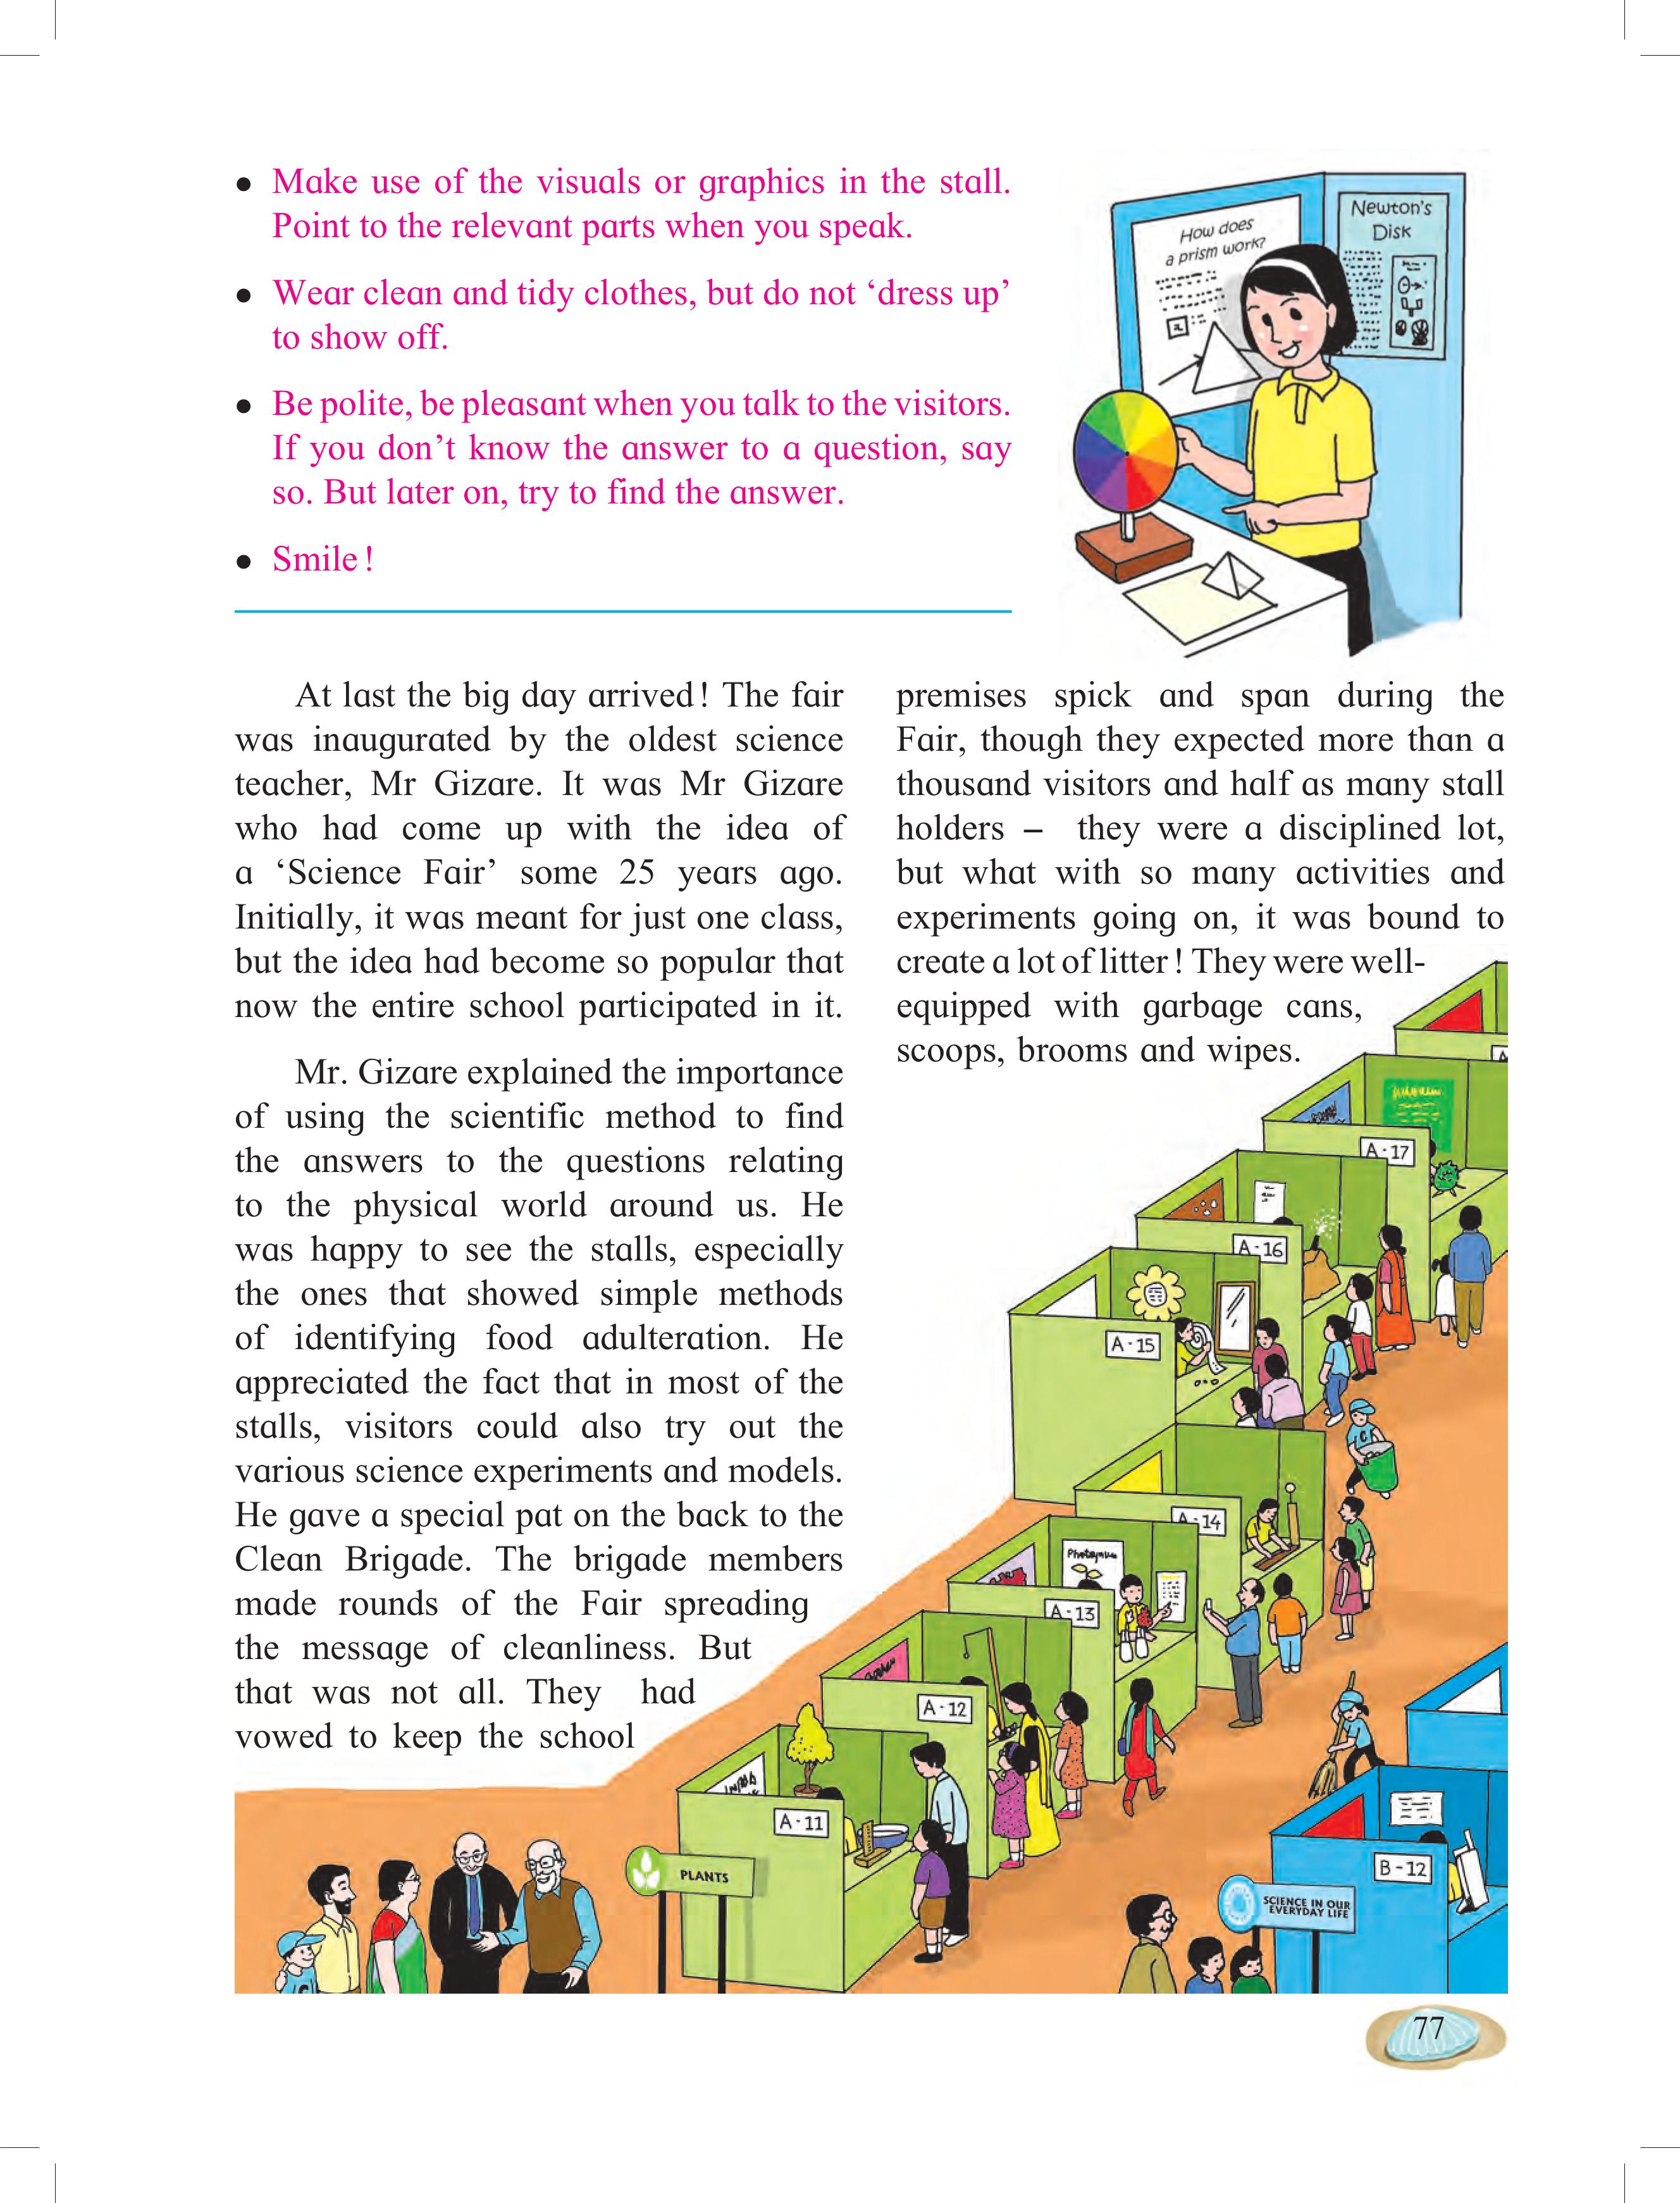 • Make use of the visuals or graphics in the stall.
Point to the relevant parts when you speak.
• Wear clean and tidy clothes, but do not ‘dress up’
to show off.
• Be polite, be pleasant when you talk to the visitors.
If you don’t know the answer to a question, say
so. But later on, try to find the answer.
• Smile !
How does
a prism work?
Newton's
Disk
At last the big day arrived ! The fair
was inaugurated by the oldest science
teacher, Mr Gizare. It was Mr Gizare
who had come up with the idea of
a ‘Science Fair’ some 25 years ago.
Initially, it was meant for just one class,
but the idea had become so popular that
now the entire school participated in it.
Mr. Gizare explained the importance
of using the scientific method to find
the answers to the questions relating
to the physical world around us. He
was happy to see the stalls, especially
the ones that showed simple methods
of identifying food adulteration. He
appreciated the fact that in most of the
stalls, visitors could also try out the
various science experiments and models.
He gave a special pat on the back to the
Clean Brigade. The brigade members
made rounds of the Fair spreading
the message of cleanliness. But
that was not all. They had
vowed to keep the school
premises spick and span during the
Fair, though they expected more than a
thousand visitors and half as many stall
holders – they were a disciplined lot,
but what with so many activities and
experiments going on, it was bound to
create a lot of litter ! They were well-
equipped with garbage cans,
scoops, brooms and wipes.
A - 17
A - 16
A - 15
C
A - 14
A - 13
A - 12
A - 11
PLANTS
B - 12
SCIENCE IN OUR
EVERYDAY LIFE
C
77